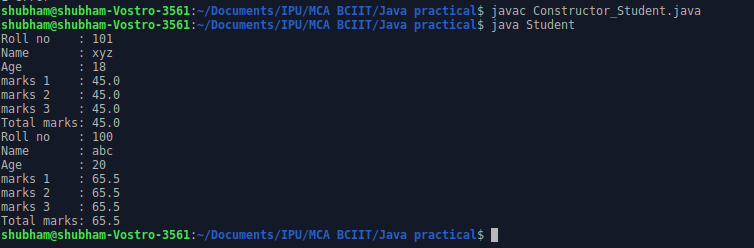 shubham@shubham-Vostro-3561:~/Documents/IPU/MCA BCIIT/Java practical$ javac Constructor_Student.java
shubham@shubham-Vostro-3561:~/Documents/IPU/MCA BCIIT/Java practical$ java Student
Roll no    : 101
Name       : xyz
Age        : 18
marks 1    : 45.0
marks 2    : 45.0
marks 3    : 45.0
Total marks: 45.0
Roll no    : 100
Name       : abc
Age        : 20
marks 1    : 65.5
marks 2    : 65.5
marks 3    : 65.5
Total marks: 65.5
shubham@shubham-Vostro-3561:~/Documents/IPU/MCA BCIIT/Java practical$